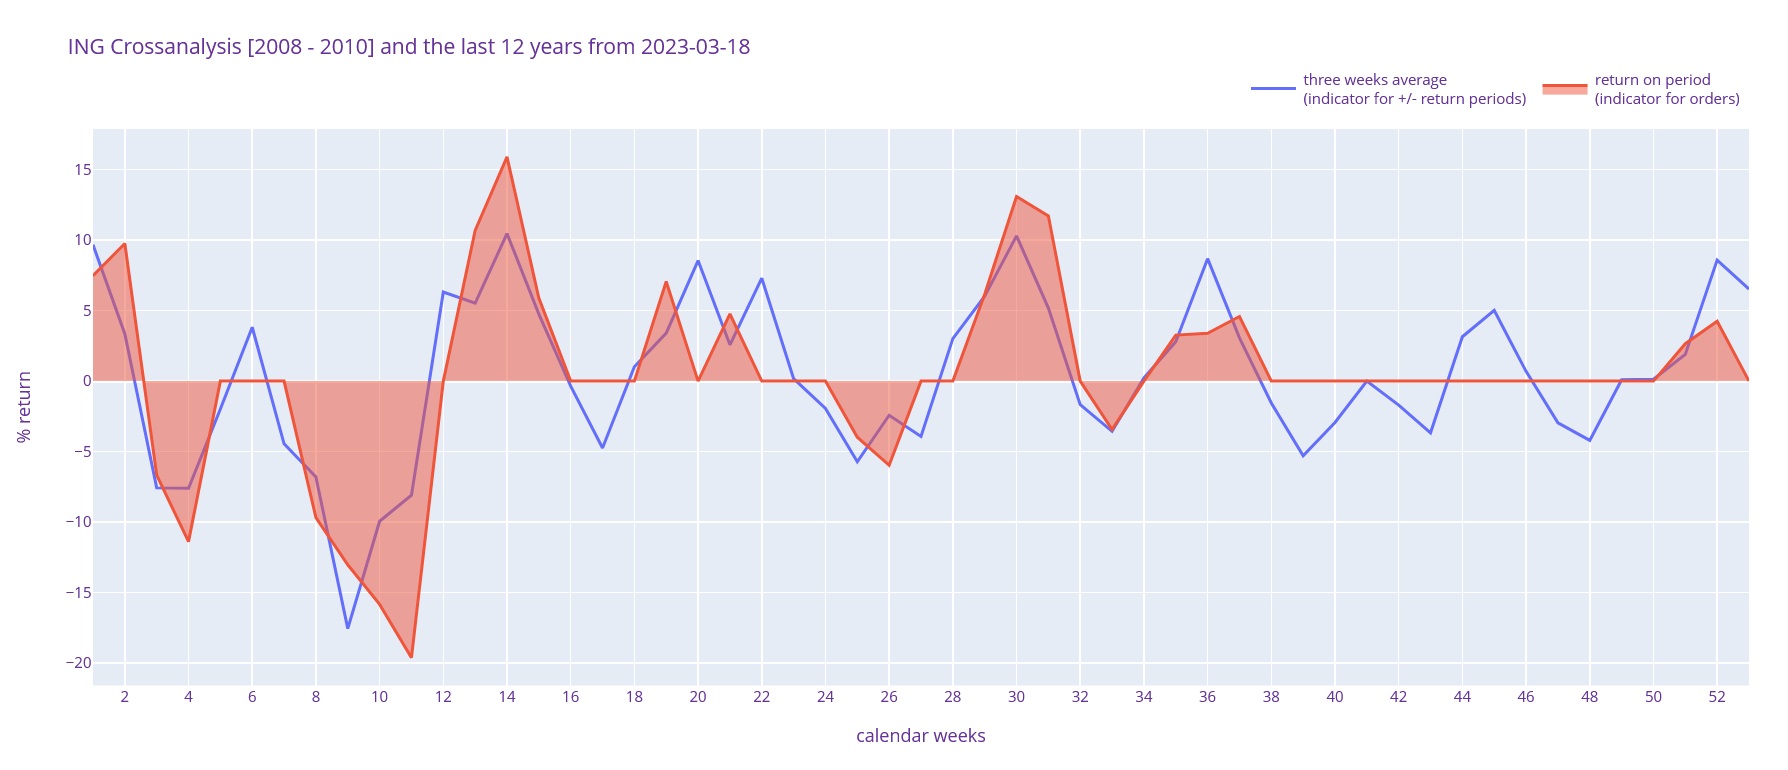 ING Crossanalysis [2008 - 2010] and the last 12 years from 2023-03-18
three weeks average
(indicator for +/- return periods)
return on period
(indicator for orders)
15
10
5
0
−5
−10
−15
−20
% return
2 4 6 8 10 12 14 16 18 20 22 24 26 28 30 32 34 36 38 40 42 44 46 48 50 52
calendar weeks